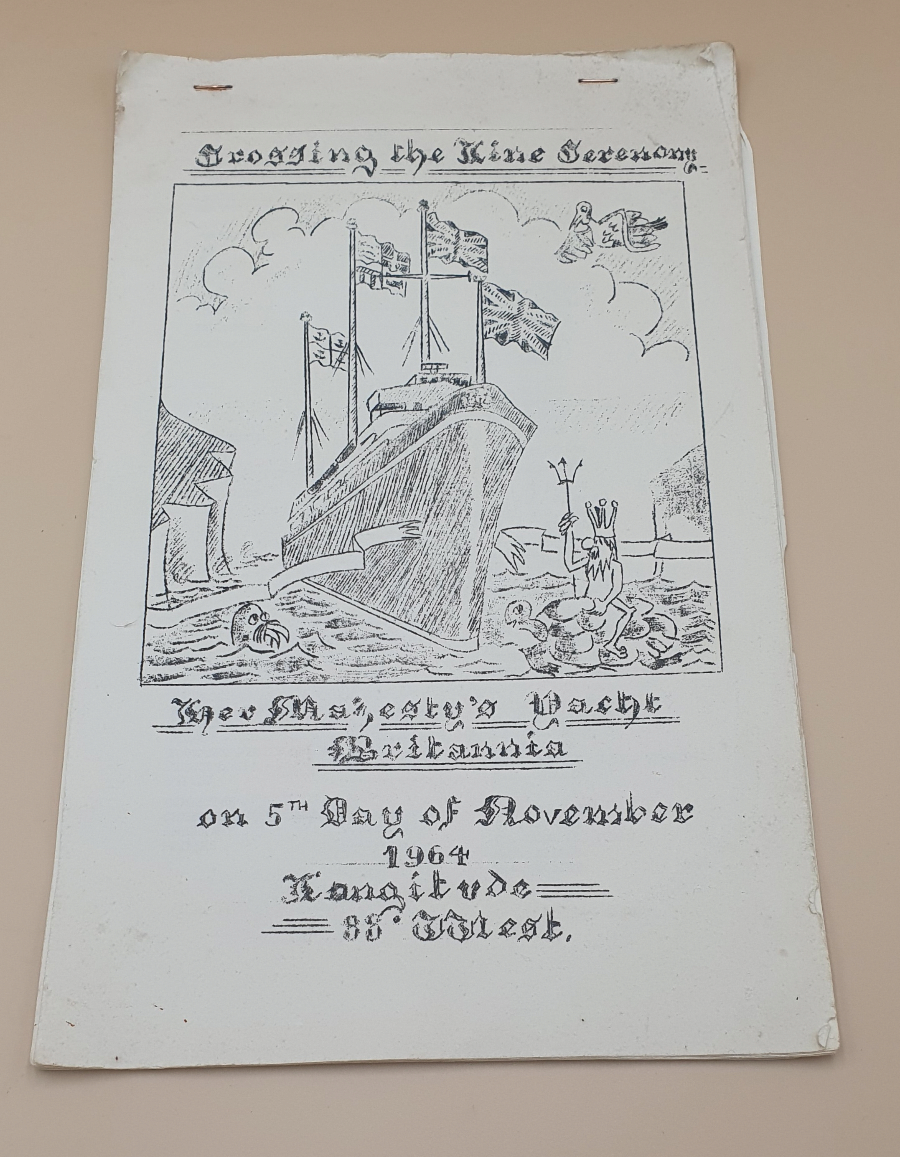 Crossing the Line Ceremony
Her Majesty's Yacht
Britannia
on 5TH Day of November
1964
Longitude
88° West.